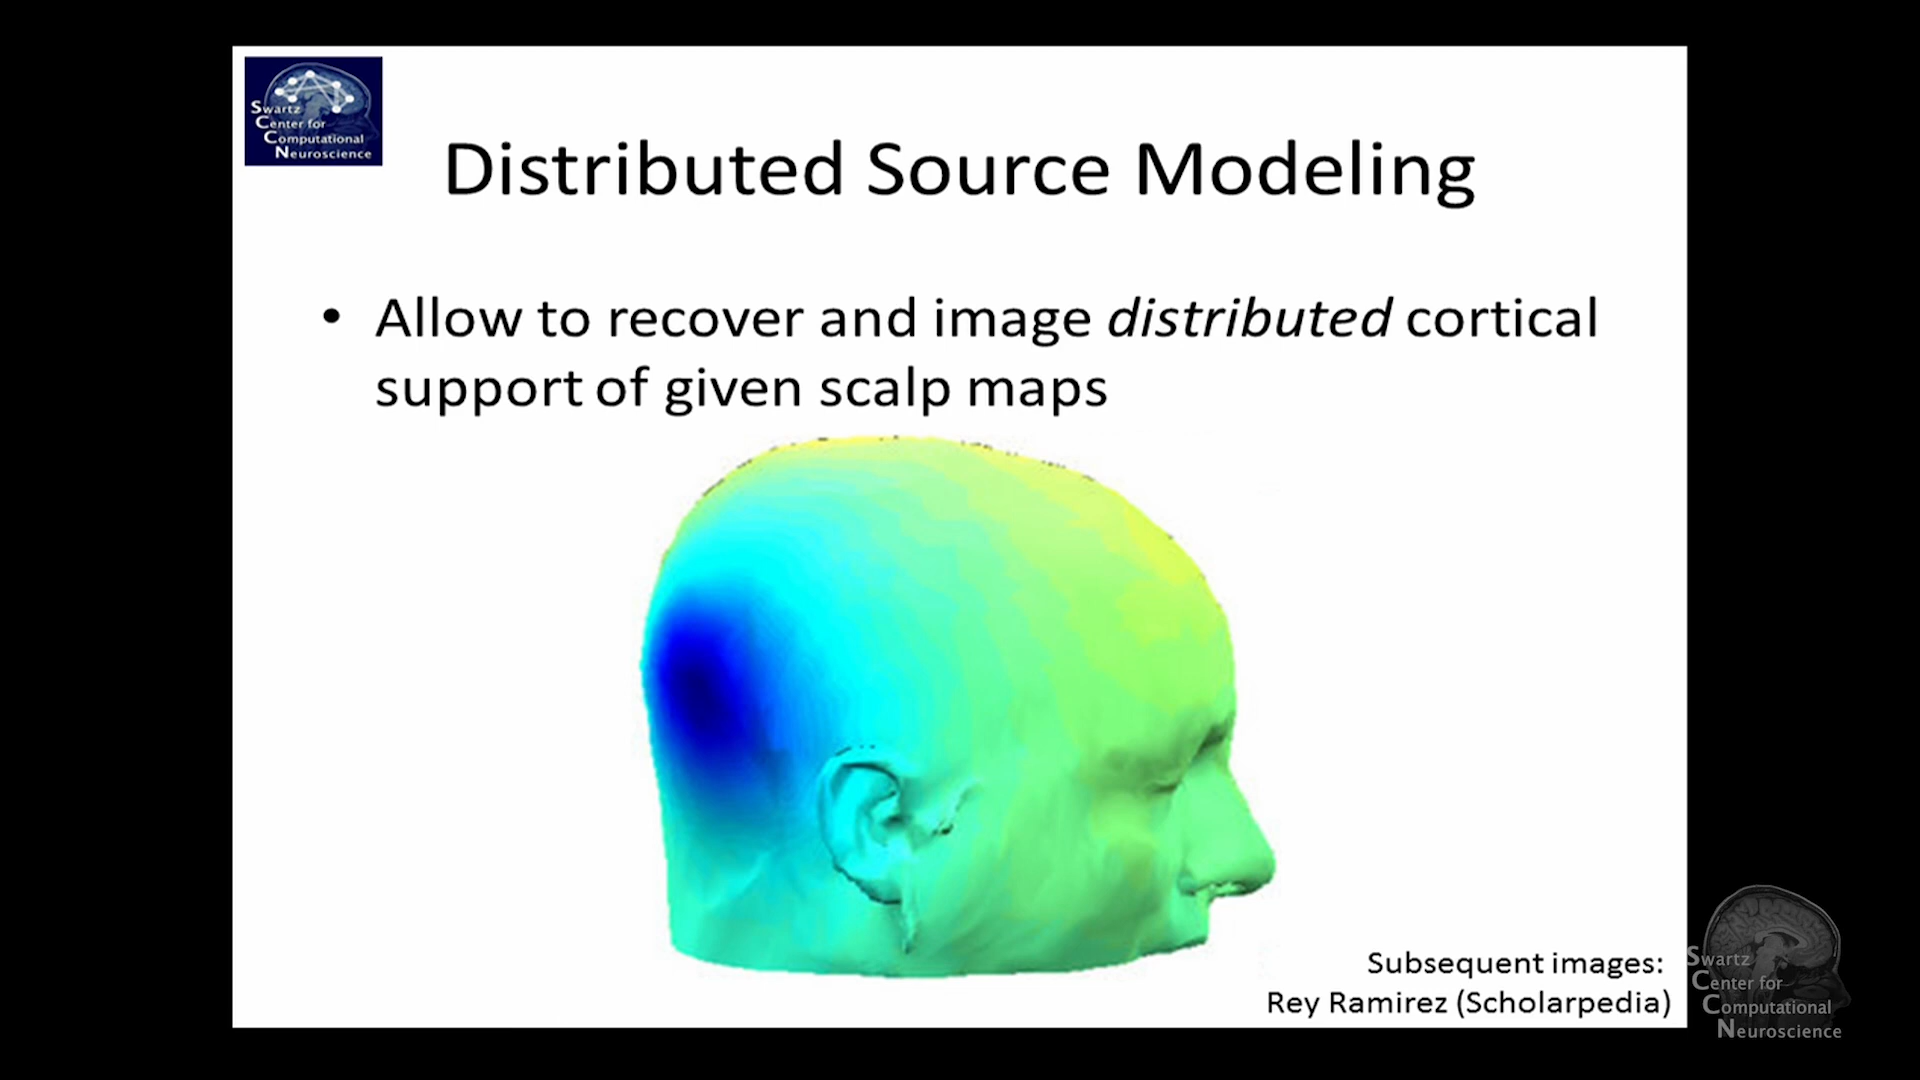 Swartz
Center for
Computational
Neuroscience
Distributed Source Modeling
• Allow to recover and image distributed cortical
support of given scalp maps
Subsequent images:
Rey Ramirez (Scholarpedia)
Swartz
Center for
Computational
Neuroscience